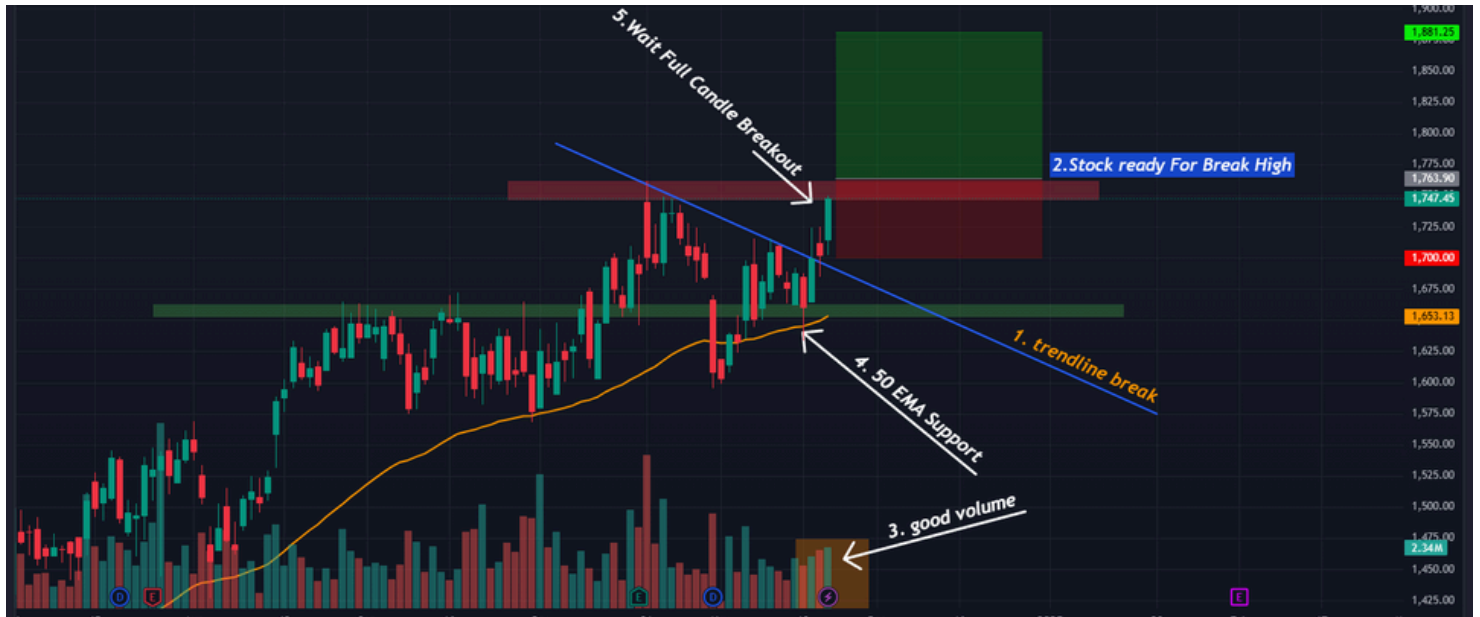 5.Wait Full Candle Breakout
2.Stock ready For Break High
1. trendline break
4. 50 EMA Support
3. good volume
1,900.00
1,881.25
1,850.00
1,825.00
1,800.00
1,775.00
1,763.90
1,747.45
1,725.00
1,700.00
1,675.00
1,653.13
1,625.00
1,600.00
1,575.00
1,550.00
1,525.00
1,500.00
1,475.00
2.34M
1,450.00
1,425.00
D
E
E
D
E